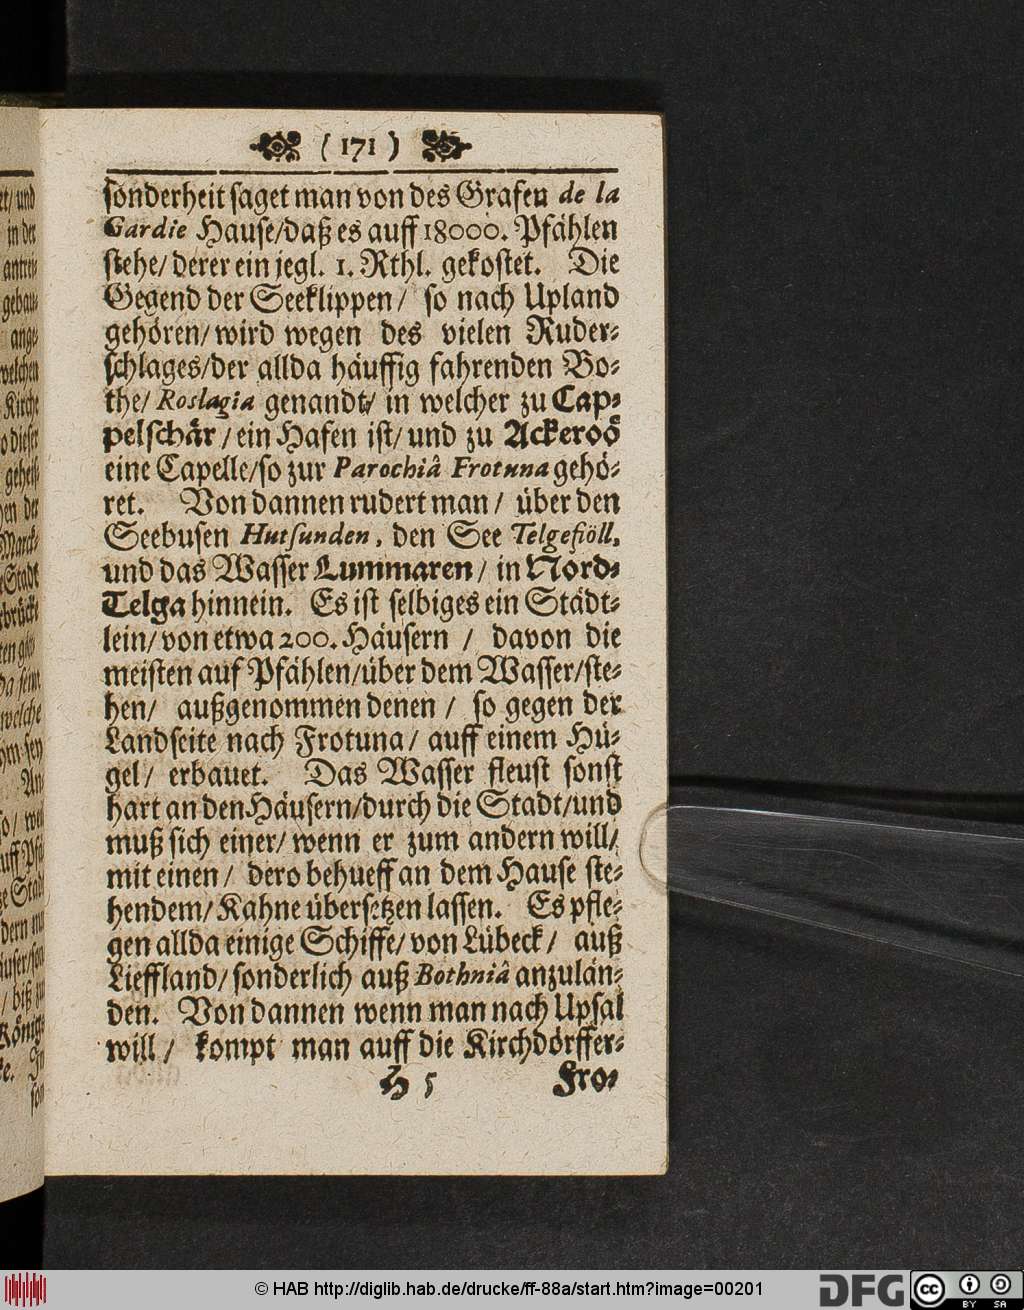 ( 171 )
sonderheit saget man von des Grafen de la
Gardie Hause/daß es auff 18000. Pfählen
stehe/ derer ein jegl. 1. Rthl. gekostet. Die
Gegend der Seeklippen/ so nach Upland
gehören/ wird wegen des vielen Ruder-
schlages/der allda häuffig fahrenden Bo-
the/ Roslagia genandt/ in welcher zu Cap-
pelschär / ein Hafen ist/ und zu Ackeroö
eine Capelle/so zur Parochiâ Frotuna gehö-
ret. Von dannen rudert man / über den
Seebusen Hutsunden, den See Telgefiöll,
und das Wasser Lummaren / in Nord-
Telga hinnein. Es ist selbiges ein Städt-
lein/ von etwa 200. Häusern / davon die
meisten auf Pfählen/über dem Wasser/ste-
hen/ außgenommen denen / so gegen der
Landseite nach Frotuna/ auff einem Hü-
gel/ erbauet. Das Wasser fleust sonst
hart an den Häusern/durch die Stadt/und
muß sich einer/ wenn er zum andern will/
mit einen / dero behueff an dem Hause ste-
hendem/ Kahne übersetzen lassen. Es pfle-
gen allda einige Schiffe/ von Lübeck/ auß
Lieffland/ sonderlich auß Bothniâ anzulän-
den. Von dannen wenn man nach Upsal
will / kompt man auff die Kirchdörffer-
H 5 Fro-
© HAB http://diglib.hab.de/drucke/ff-88a/start.htm?image=00201
DFG
cc BY SA